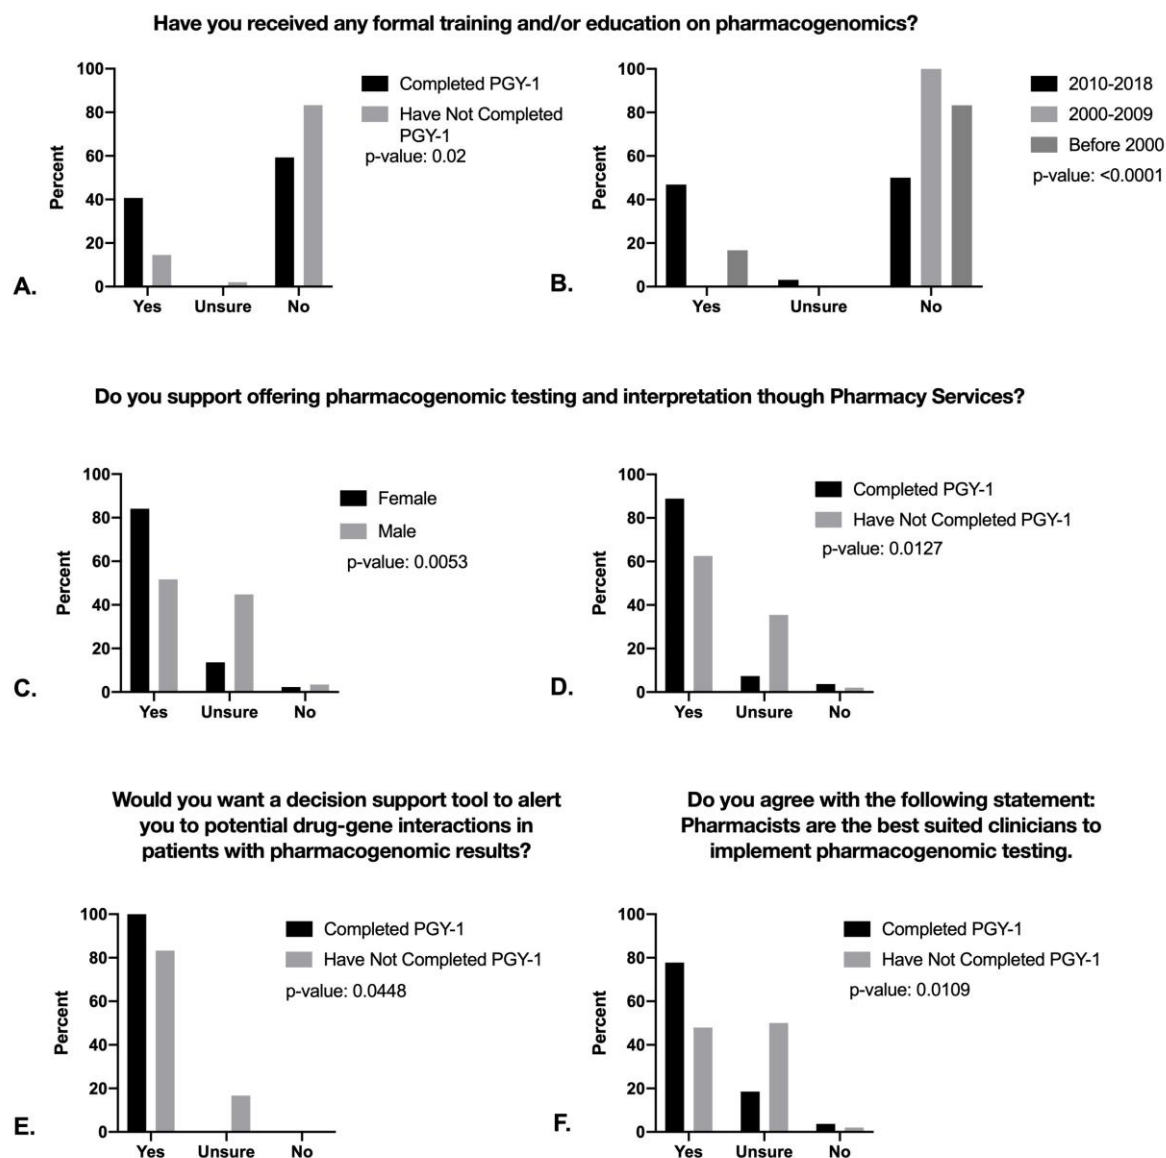 Have you received any formal training and/or education on pharmacogenomics?
100
80
60
40
20
0
Percent
Yes Unsure No
Completed PGY-1
Have Not Completed
PGY-1
p-value: 0.02
A.
100
80
60
40
20
0
Percent
Yes Unsure No
2010-2018
2000-2009
Before 2000
p-value: <0.0001
B.
Do you support offering pharmacogenomic testing and interpretation though Pharmacy Services?
100
80
60
40
20
0
Percent
Yes Unsure No
Female
Male
p-value: 0.0053
C.
100
80
60
40
20
0
Percent
Yes Unsure No
Completed PGY-1
Have Not Completed PGY-1
p-value: 0.0127
D.
Would you want a decision support tool to alert
you to potential drug-gene interactions in
patients with pharmacogenomic results?
100
80
60
40
20
0
Percent
Yes Unsure No
Completed PGY-1
Have Not Completed PGY-1
p-value: 0.0448
E.
Do you agree with the following statement:
Pharmacists are the best suited clinicians to
implement pharmacogenomic testing.
100
80
60
40
20
0
Percent
Yes Unsure No
Completed PGY-1
Have Not Completed PGY-1
p-value: 0.0109
F.